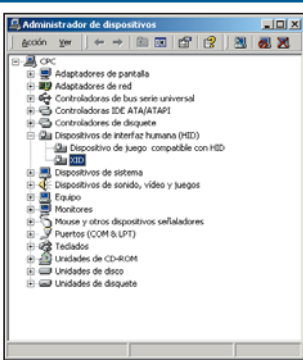 Administrador de dispositivos
Acción Ver
CPC
Adaptadores de pantalla
Adaptadores de red
Controladoras de bus serie universal
Controladores IDE ATA/ATAPI
Controladores de disquete
Dispositivos de interfaz humana (HID)
Dispositivo de juego compatible con HID
XID
Dispositivos de sistema
Dispositivos de sonido, vídeo y juegos
Equipo
Monitores
Mouse y otros dispositivos señaladores
Puertos (COM & LPT)
Teclados
Unidades de CD-ROM
Unidades de disco
Unidades de disquete